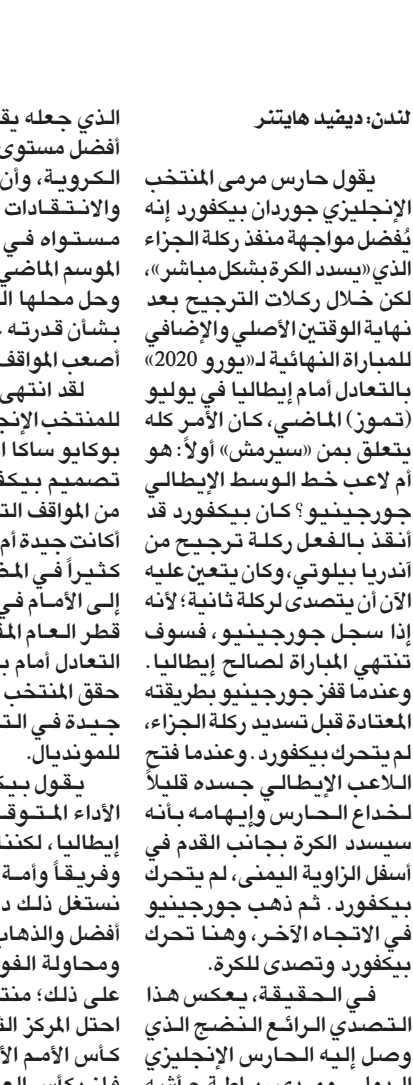 لندن: ديفيد هايتنر
يقول حارس مرمى المنتخب
الإنجليزي جوردان بيكفورد إنه
يُفضل مواجهة منفذ ركلة الجزاء
الذي «يسدد الكرة بشكل مباشر»،
لكن خلال ركلات الترجيح بعد
نهاية الوقتين الأصلي والإضافي
للمباراة النهائية لـ«يورو 2020»
بالتعادل أمام إيطاليا في يوليو
(تموز) الماضي، كان الأمر كله
يتعلق بمن «سيرمش» أولاً: هو
أم لاعب خط الوسط الإيطالي
جورجينيو؟ كان بيكفورد قد
أنقذ بالفعل ركلة ترجيح من
آندريا بيلوتي، وكان يتعين عليه
الآن أن يتصدى لركلة ثانية؛ لأنه
إذا سجل جورجينيو، فسوف
تنتهي المباراة لصالح إيطاليا.
وعندما قفز جورجينيو بطريقته
المعتادة قبل تسديد ركلة الجزاء،
لم يتحرك بيكفورد. وعندما فتح
اللاعب الإيطالي جسده قليلاً
لخداع الحارس وإيهامه بأنه
سيسدد الكرة بجانب القدم في
أسفل الزاوية اليمنى، لم يتحرك
بيكفورد. ثم ذهب جورجينيو
في الاتجاه الآخر، وهنا تحرك
بيكفورد وتصدى للكرة.
في الحقيقة، يعكس هذا
التصدي الرائع النضج الذي
وصل إليه الحارس الإنجليزي
الذي جعله
أفضل مستوى
الكروية، وأن
والانتقادات
مستواه في
الموسم الماضي
وحل محلها
بشأن قدرته
أصعب المواقف
لقد انتهى
للمنتخب
بوكايو ساكا
تصميم
من المواقف
أكانت جيدة أم
كثيراً في
إلى الأمام في
قطر العام
التعادل أمام
حقق المنتخب
جيدة في
للمونديال.
يقول
الأداء
إيطاليا، لكننا
وفريقاً وأمة
نستغل ذلك
أفضل والذهاب
ومحاولة
على ذلك؛
احتل المركز
كأس الأمم